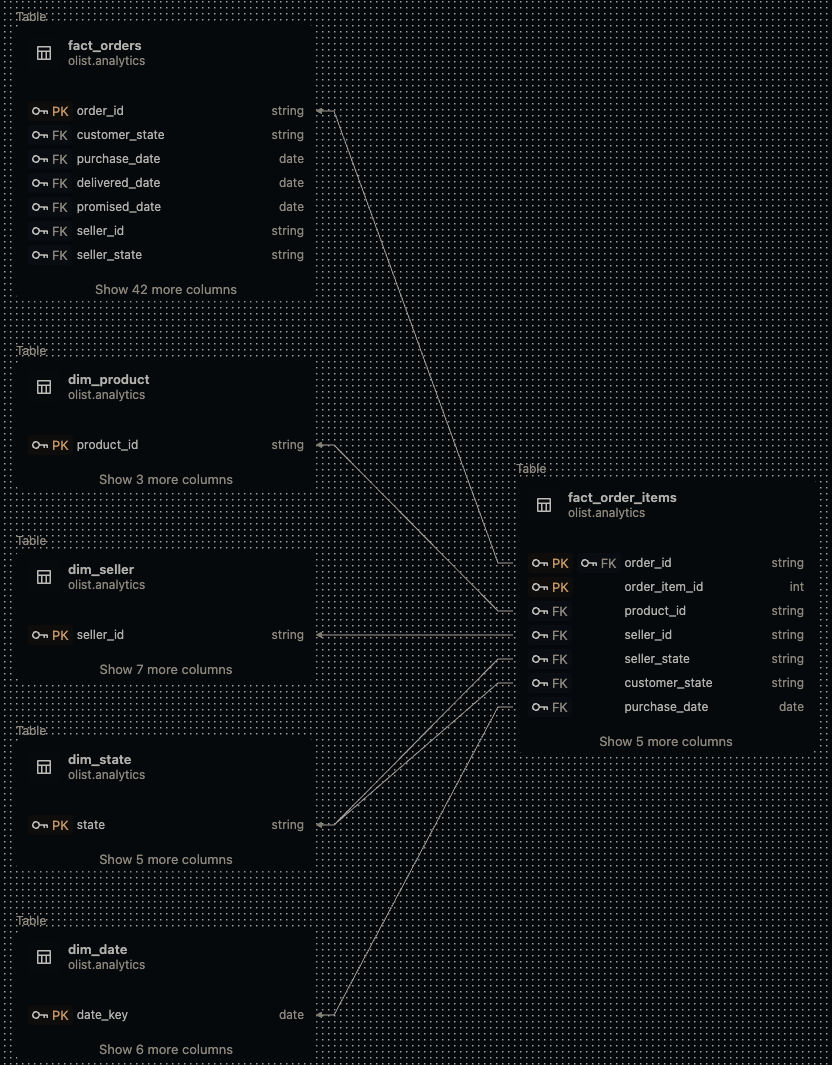 Table
fact_orders
olist.analytics
PK order_id string
FK customer_state string
FK purchase_date date
FK delivered_date date
FK promised_date date
FK seller_id string
FK seller_state string
Show 42 more columns
Table
dim_product
olist.analytics
PK product_id string
Show 3 more columns
Table
dim_seller
olist.analytics
PK seller_id string
Show 7 more columns
Table
dim_state
olist.analytics
PK state string
Show 5 more columns
Table
dim_date
olist.analytics
PK date_key date
Show 6 more columns
Table
fact_order_items
olist.analytics
PK FK order_id string
PK order_item_id int
FK product_id string
FK seller_id string
FK seller_state string
FK customer_state string
FK purchase_date date
Show 5 more columns